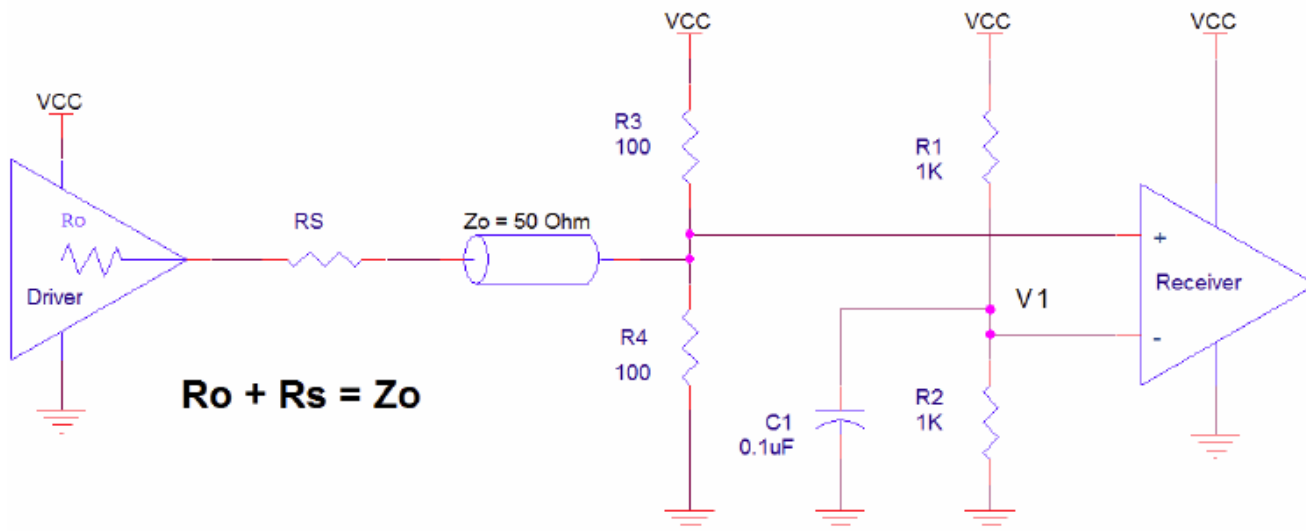 VCC
VCC
VCC
VCC
R3
100
R1
1K
Ro
RS
Zo = 50 Ohm
+
Driver
Receiver
V1
-
R4
100
Ro + Rs = Zo
R2
1K
C1
0.1uF